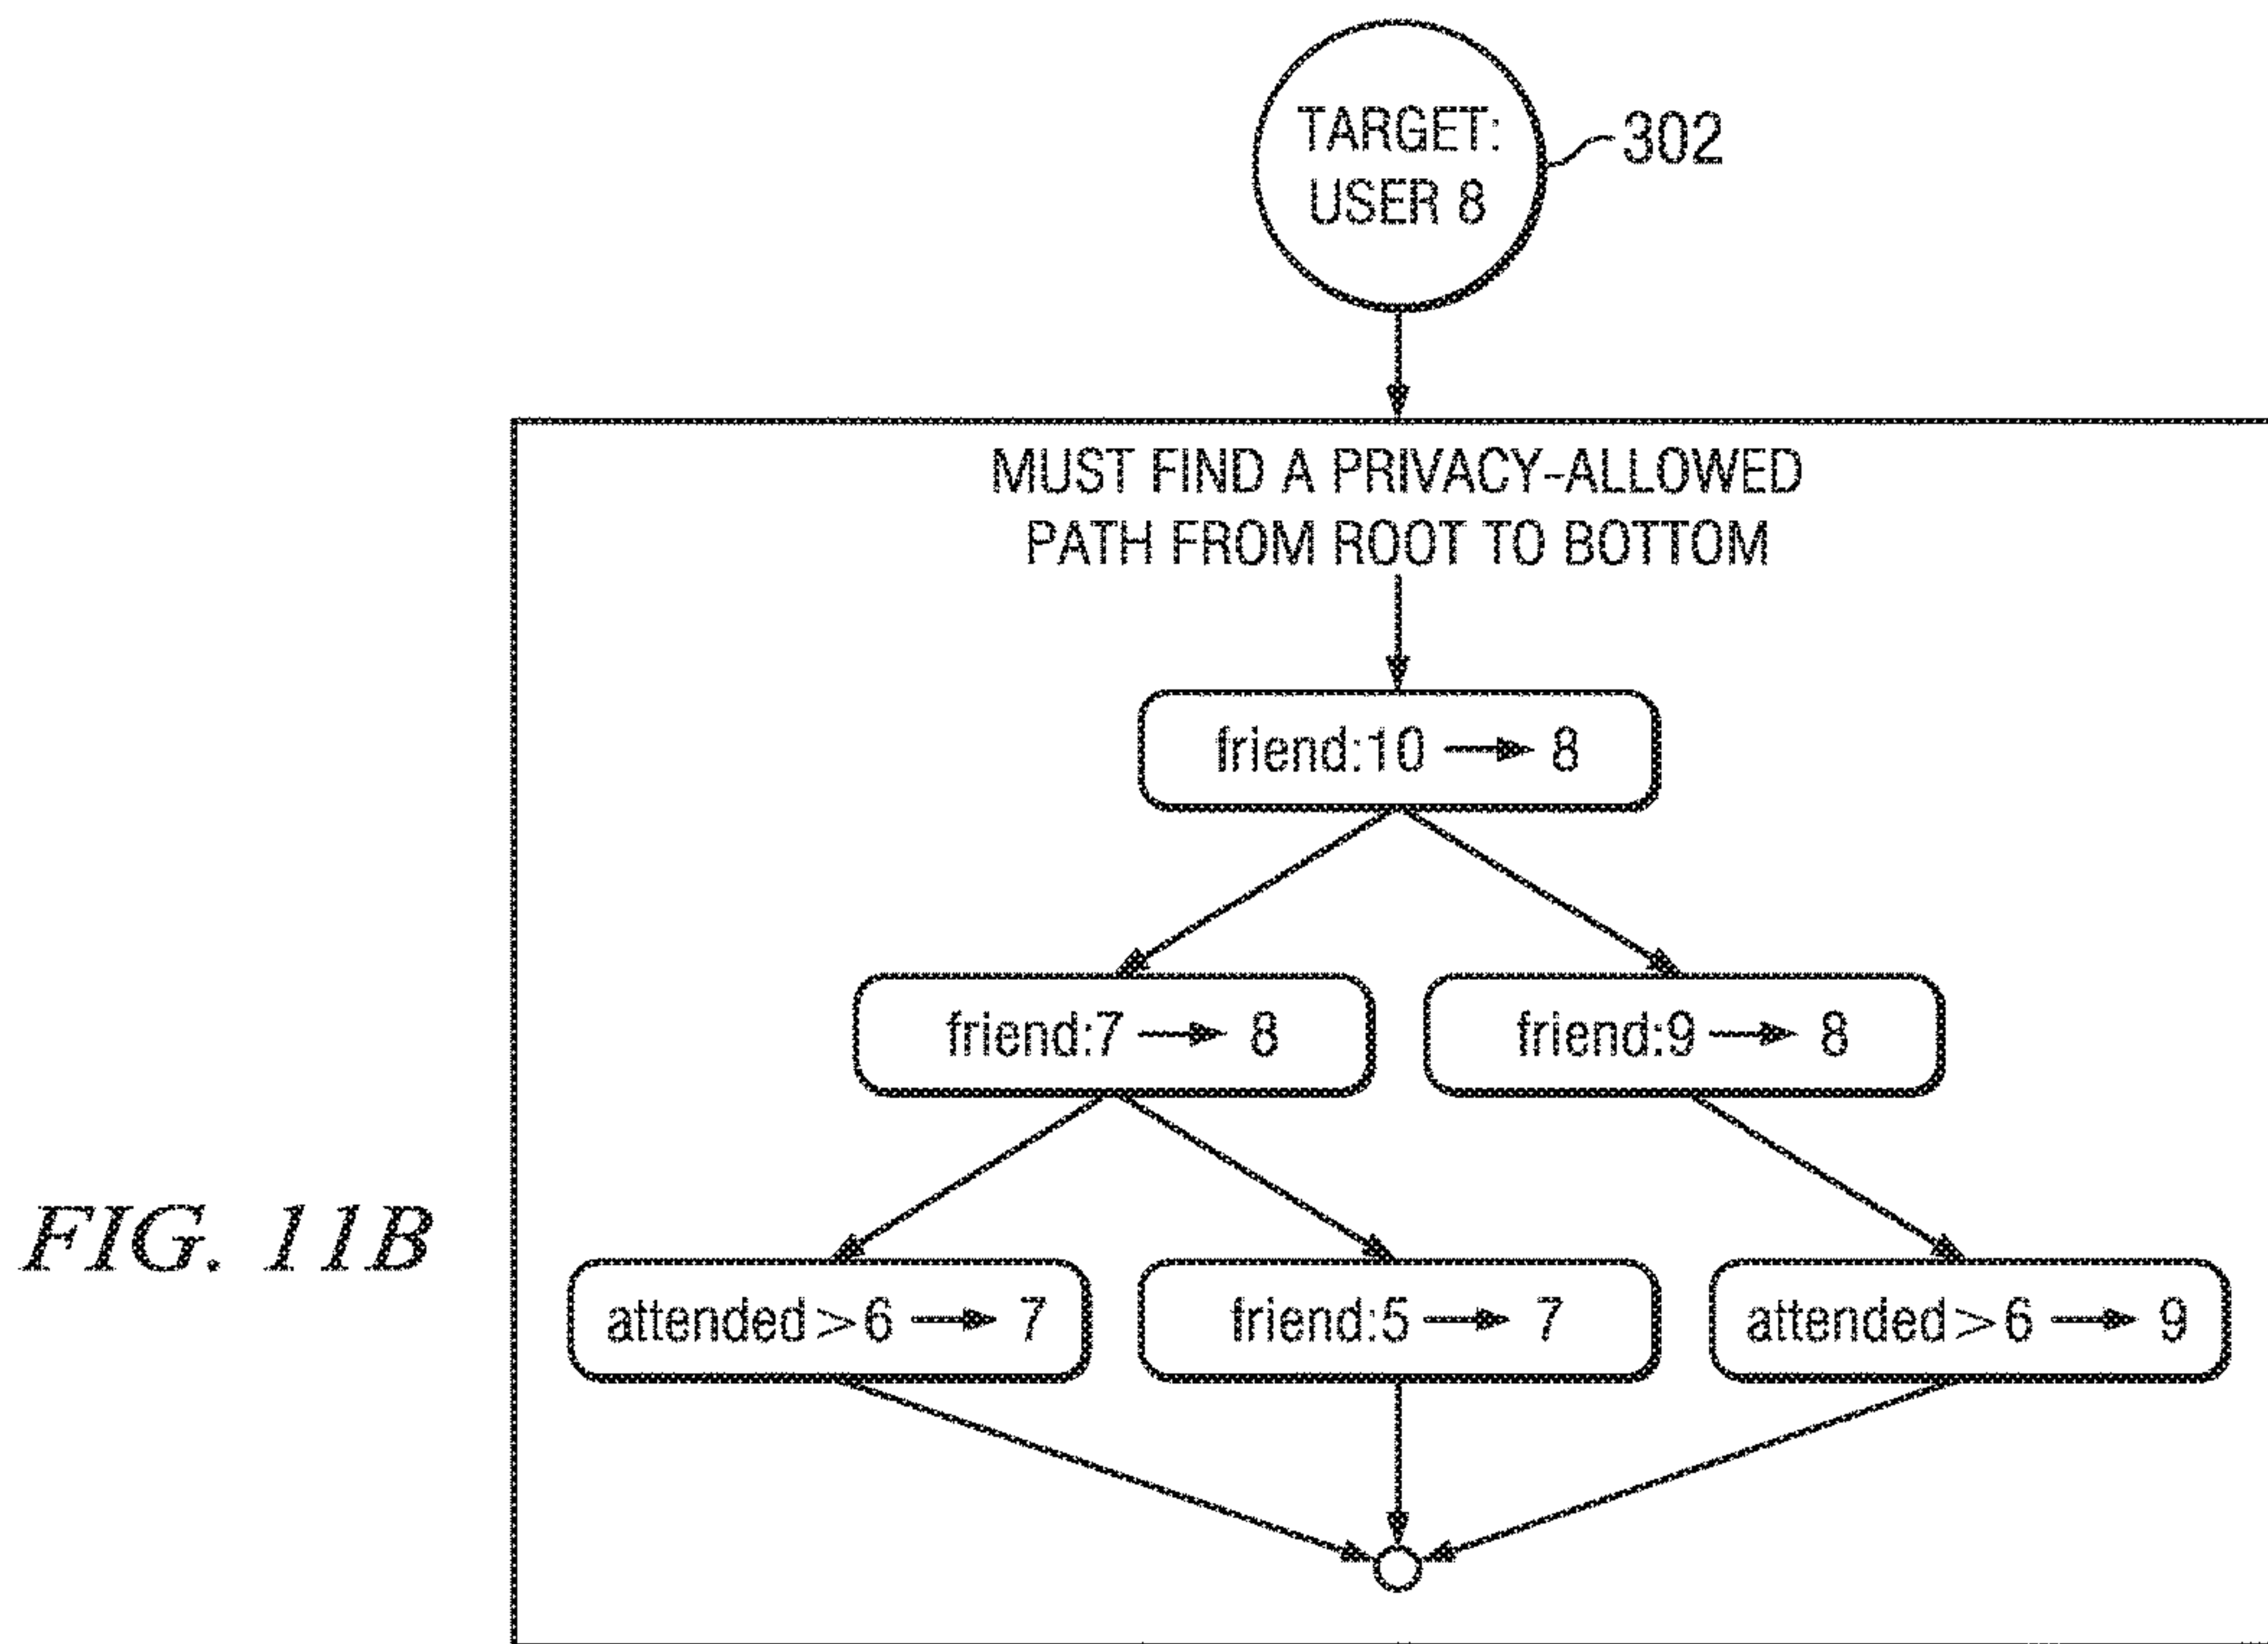 TARGET:
USER 8
302
MUST FIND A PRIVACY-ALLOWED
PATH FROM ROOT TO BOTTOM
friend:10 → 8
friend:7 → 8
friend:9 → 8
attended>6 → 7
friend:5 → 7
attended>6 → 9
FIG. 11B